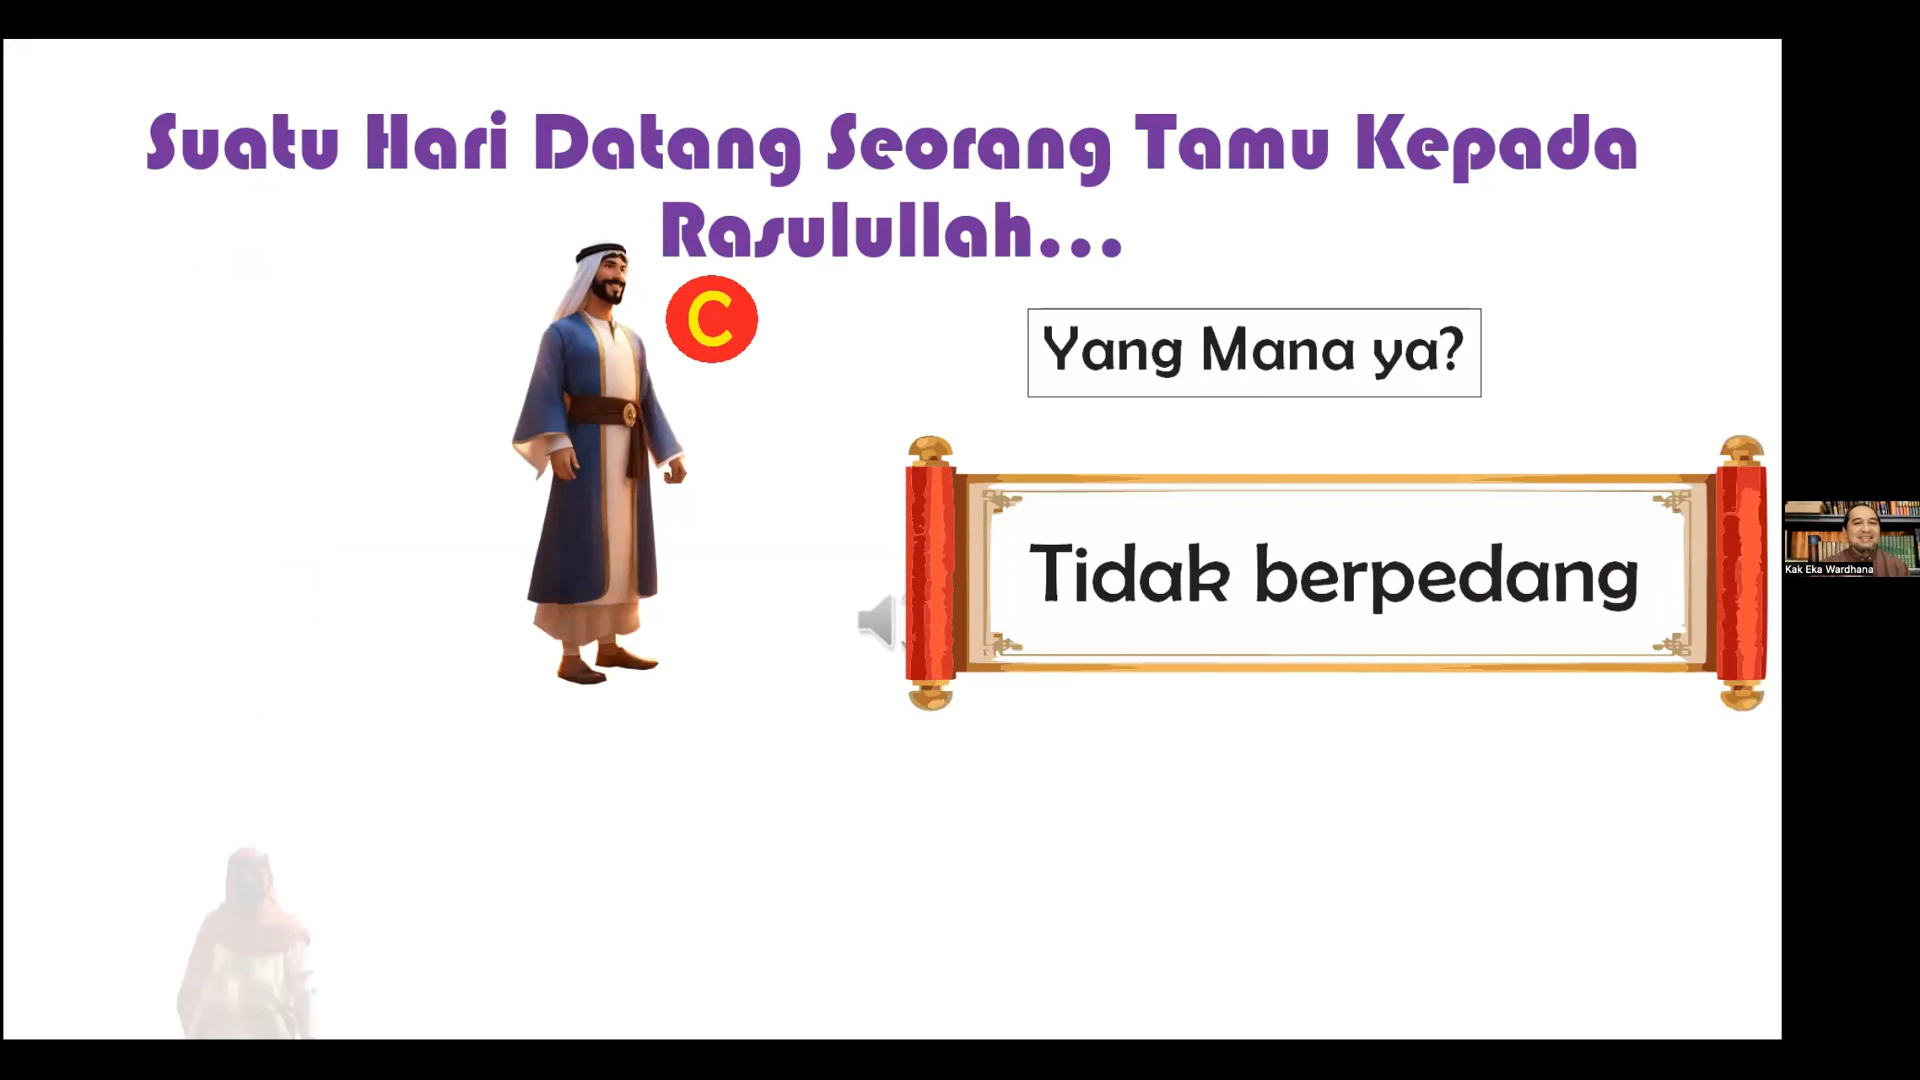 Suatu Hari Datang Seorang Tamu Kepada
Rasulullah...
C
Yang Mana ya?
Tidak berpedang
Kak Eka Wardhana